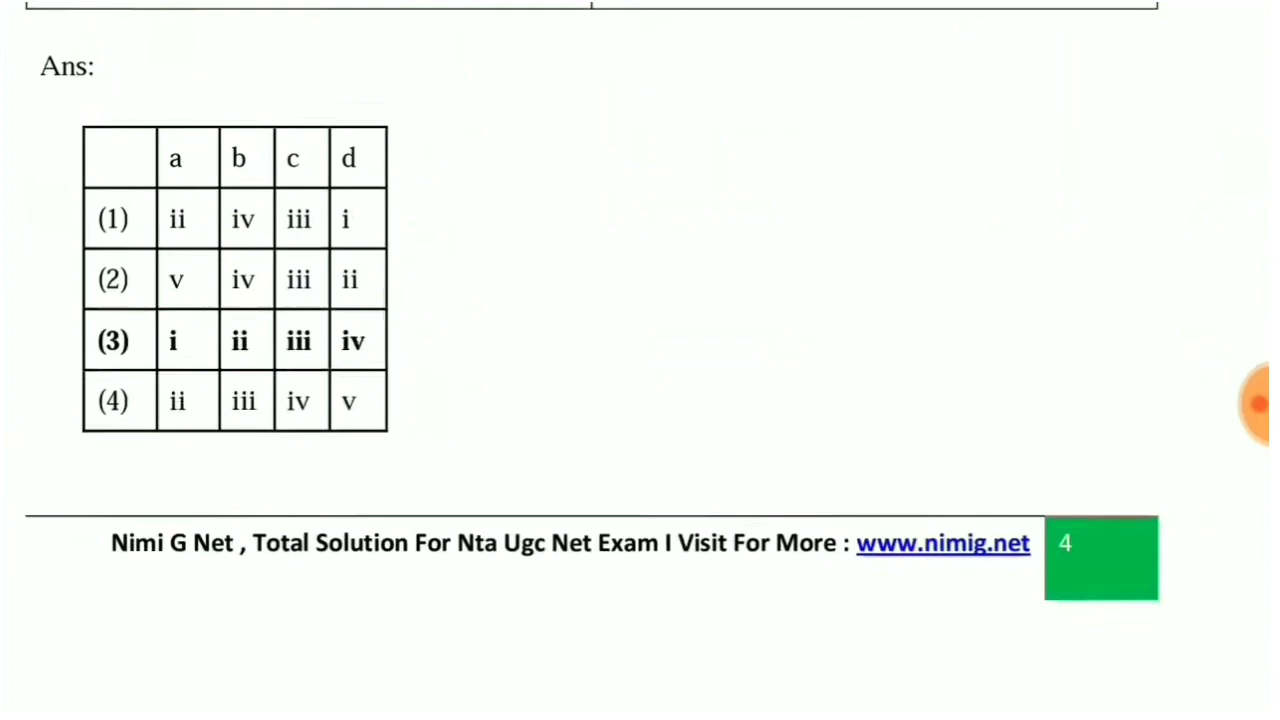 Ans:
a b c d
(1) ii iv iii i
(2) v iv iii ii
(3) i ii iii iv
(4) ii iii iv v
Nimi G Net , Total Solution For Nta Ugc Net Exam I Visit For More : www.nimig.net 4